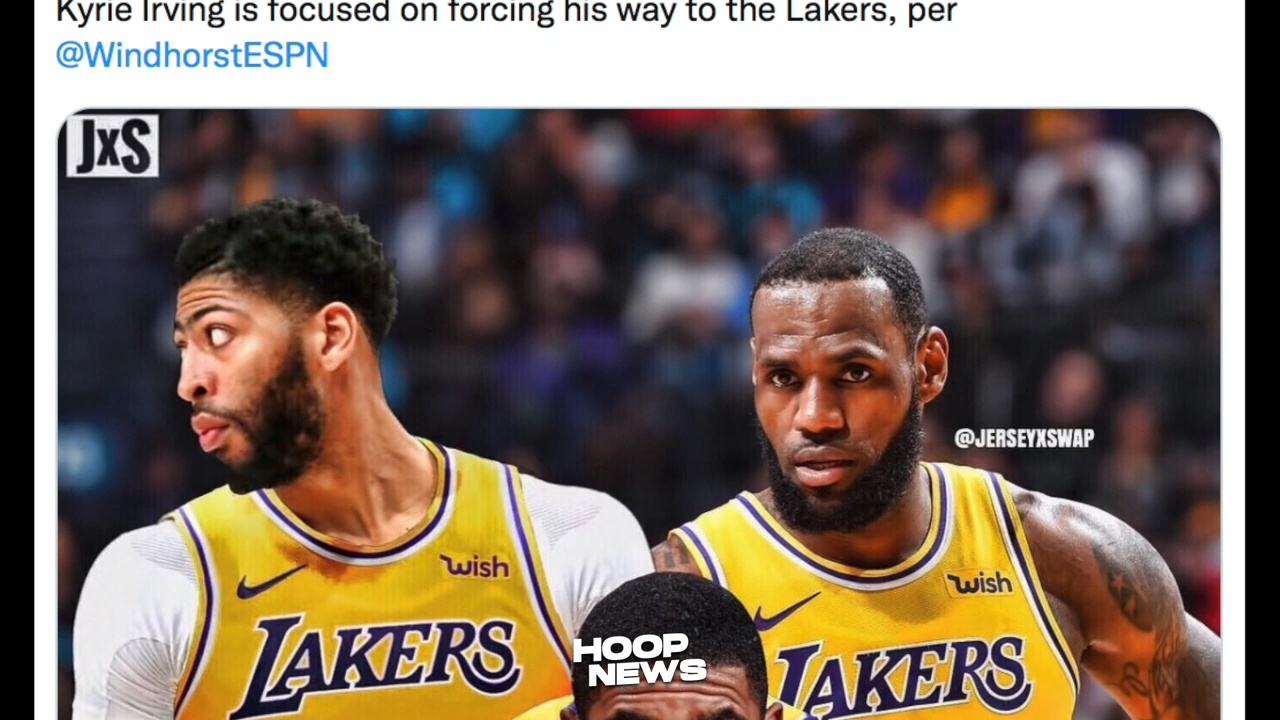 Kyrie Irving is focused on forcing his way to the Lakers, per
@WindhorstESPN
JxS
@JERSEYXSWAP
wish
wish
LAKERS
LAKERS
HOOP
NEWS